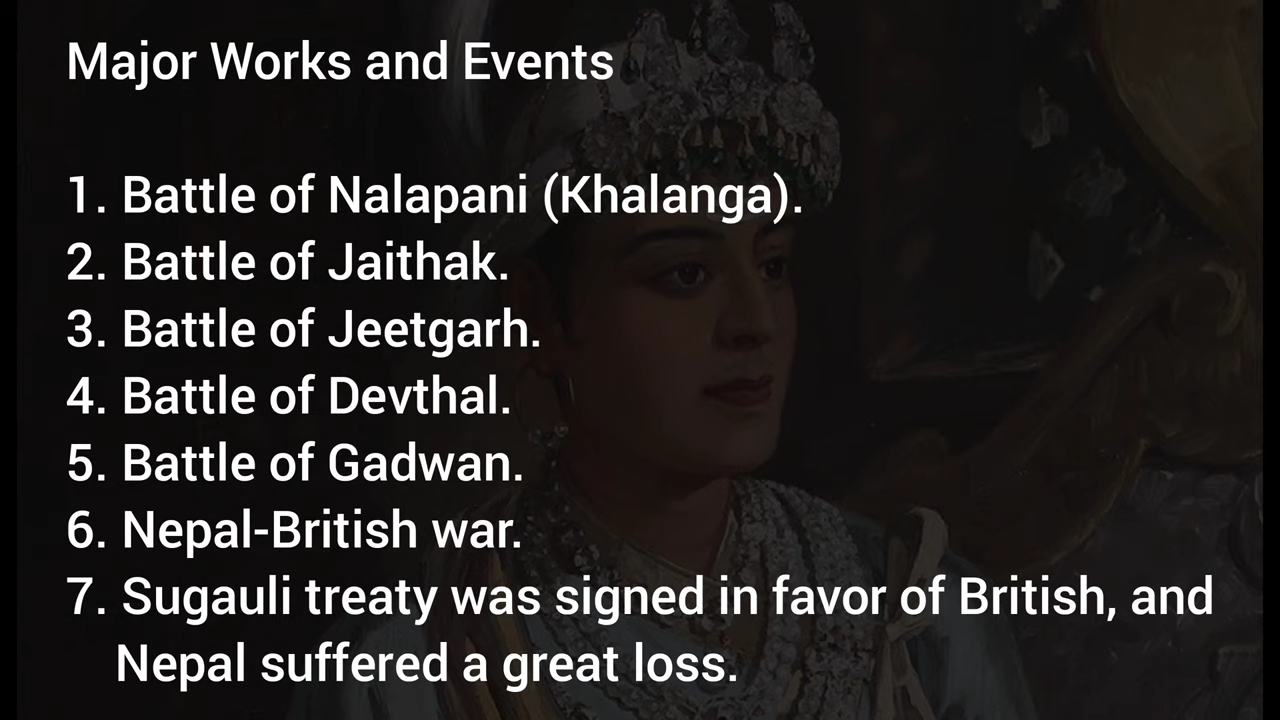 Major Works and Events
1. Battle of Nalapani (Khalanga).
2. Battle of Jaithak.
3. Battle of Jeetgarh.
4. Battle of Devthal.
5. Battle of Gadwan.
6. Nepal-British war.
7. Sugauli treaty was signed in favor of British, and
Nepal suffered a great loss.